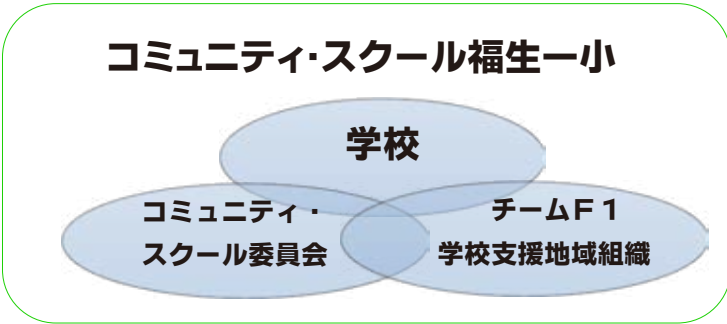 コミュニティ・スクール福生一小
学校
コミュニティ・
スクール委員会
チームF1
学校支援地域組織